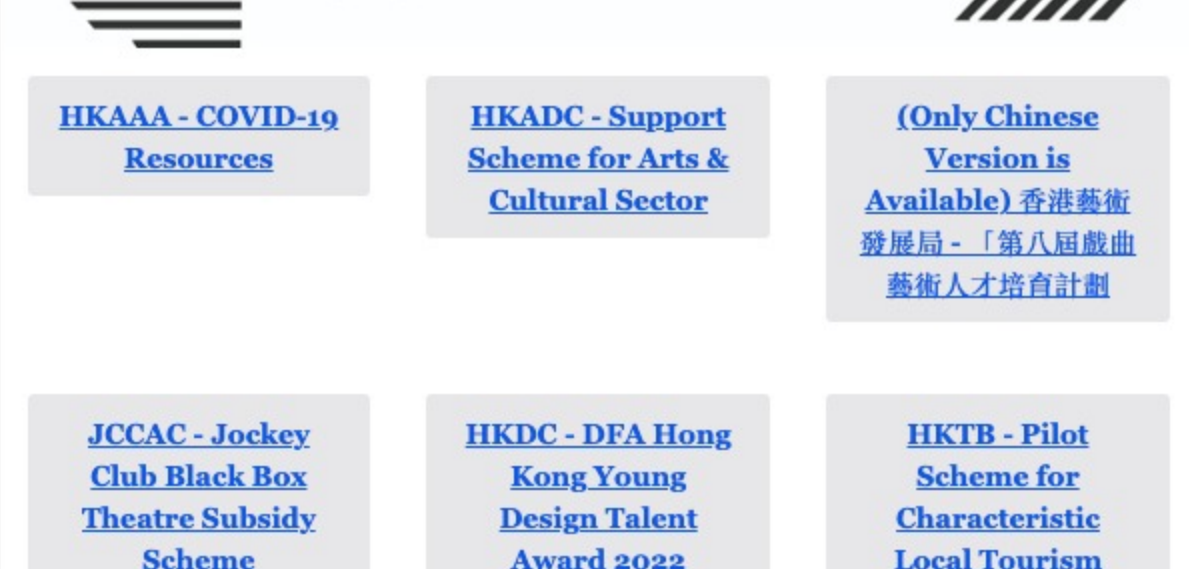 HKAAA - COVID-19
Resources
HKADC - Support
Scheme for Arts &
Cultural Sector
(Only Chinese
Version is
Available) 香港藝術
發展局 - 「第八屆戲曲
藝術人才培育計劃
JCCAC - Jockey
Club Black Box
Theatre Subsidy
Scheme
HKDC - DFA Hong
Kong Young
Design Talent
Award 2022
HKTB - Pilot
Scheme for
Characteristic
Local Tourism